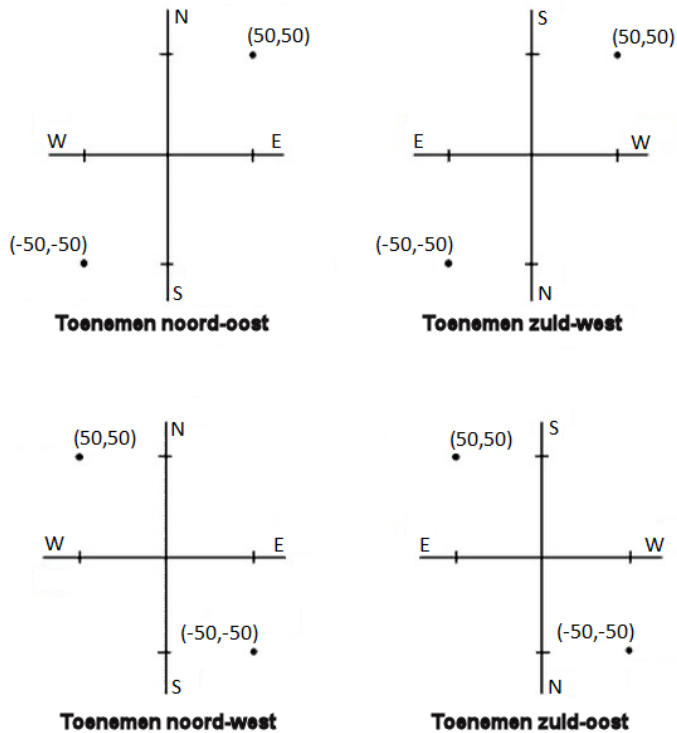 N
(50,50)
W
E
(-50,-50)
S
Toenemen noord-oost
S
(50,50)
E
W
(-50,-50)
N
Toenemen zuid-west
N
(50,50)
W
E
(-50,-50)
S
Toenemen noord-west
S
(50,50)
E
W
(-50,-50)
N
Toenemen zuid-oost